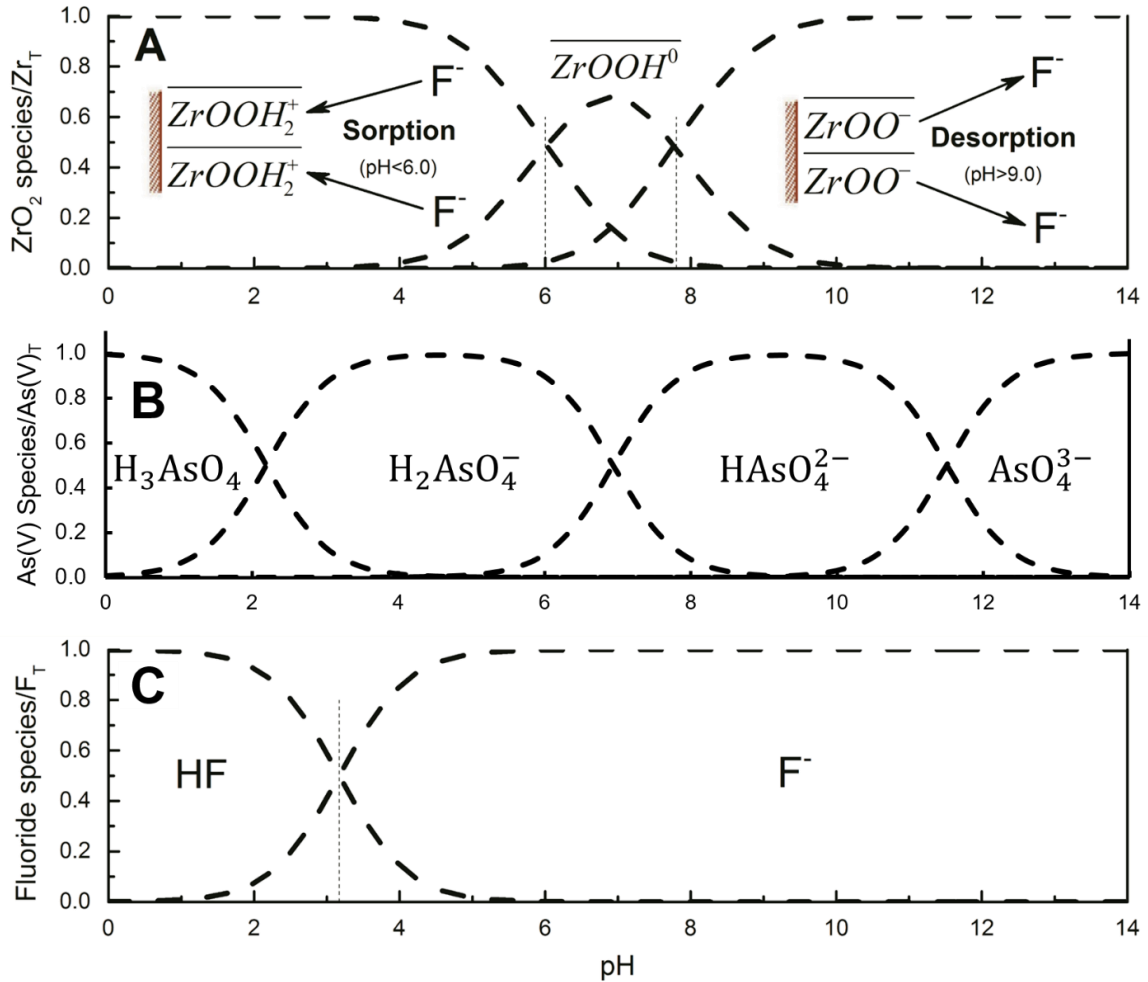 A
ZrO₂ species/Zr_T
1.0
0.8
0.6
0.4
0.2
0.0
ZrOOH⁰
ZrOOH₂⁺
ZrOOH₂⁺
F⁻
F⁻
Sorption
(pH<6.0)
ZrOO⁻
ZrOO⁻
F⁻
F⁻
Desorption
(pH>9.0)
0 2 4 6 8 10 12 14
B
As(V) Species/As(V)_T
1.0
0.8
0.6
0.4
0.2
0.0
H₃AsO₄ H₂AsO₄⁻ HAsO₄²⁻ AsO₄³⁻
0 2 4 6 8 10 12 14
C
Fluoride species/F_T
1.0
0.8
0.6
0.4
0.2
0.0
HF F⁻
0 2 4 6 8 10 12 14
pH